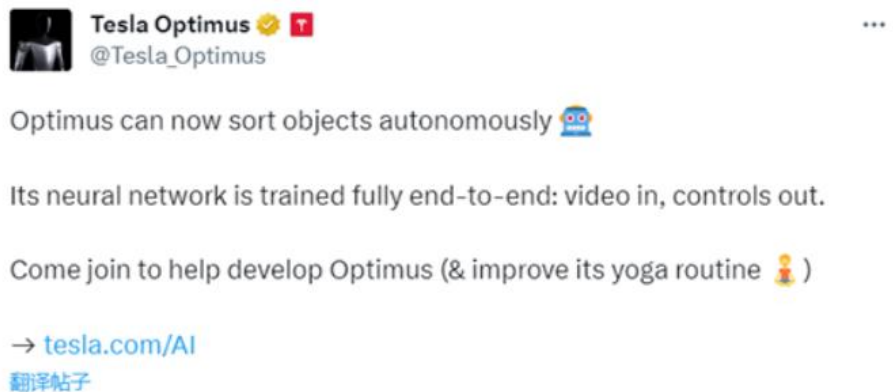 Tesla Optimus
@Tesla_Optimus
Optimus can now sort objects autonomously 🤖
Its neural network is trained fully end-to-end: video in, controls out.
Come join to help develop Optimus (& improve its yoga routine 🧘)
→ tesla.com/AI
翻译帖子